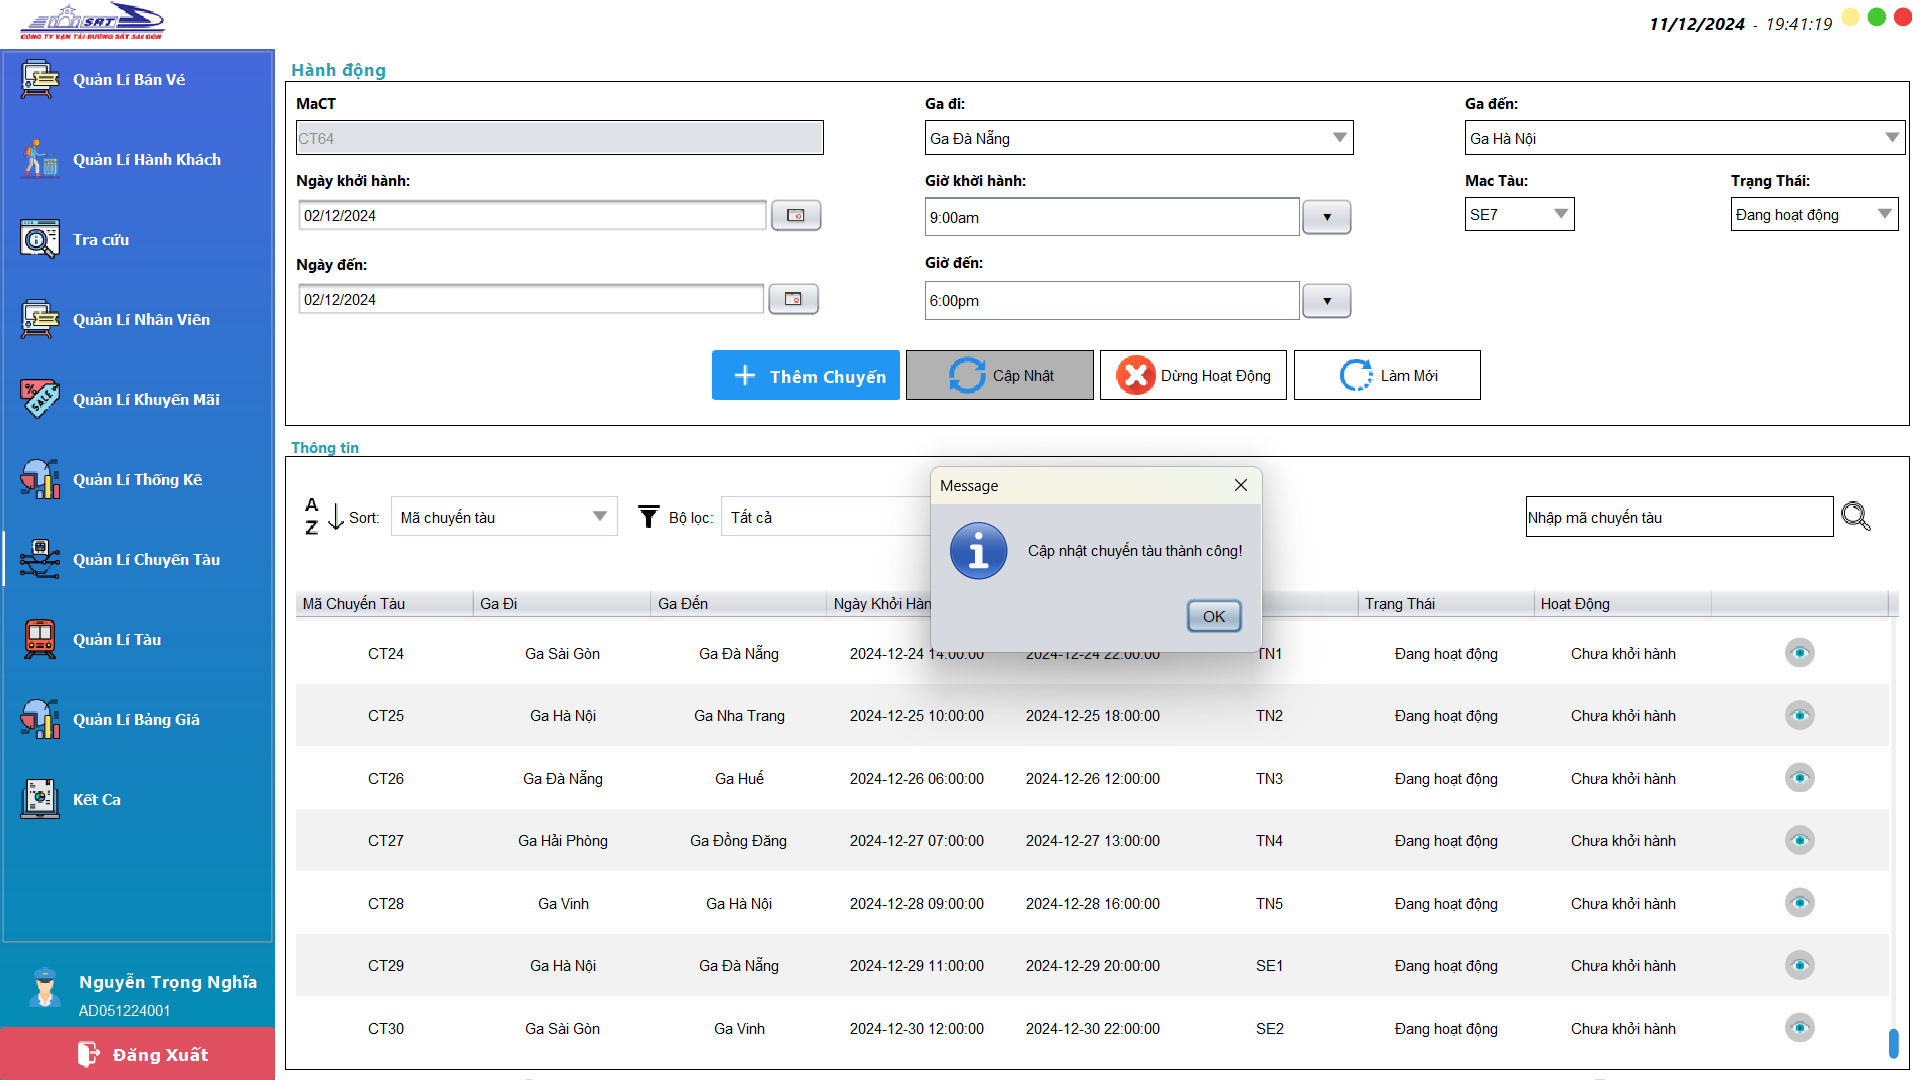 SRT
CÔNG TY VẬN TẢI ĐƯỜNG SẮT SÀI GÒN
11/12/2024 - 19:41:19
Quản Lí Bán Vé
Quản Lí Hành Khách
Tra cứu
Quản Lí Nhân Viên
Quản Lí Khuyến Mãi
Quản Lí Thống Kê
Quản Lí Chuyến Tàu
Quản Lí Tàu
Quản Lí Bảng Giá
Kết Ca
Nguyễn Trọng Nghĩa
AD051224001
Đăng Xuất
Hành động
MaCT
CT64
Ga đi:
Ga Đà Nẵng
Ga đến:
Ga Hà Nội
Ngày khởi hành:
02/12/2024
Giờ khởi hành:
9:00am
Mac Tàu:
SE7
Trạng Thái:
Đang hoạt động
Ngày đến:
02/12/2024
Giờ đến:
6:00pm
Thêm Chuyến
Cập Nhật
Dừng Hoạt Động
Làm Mới
Thông tin
A
Z
Sort:
Mã chuyến tàu
Bộ lọc:
Tất cả
Nhập mã chuyến tàu
Message
Cập nhật chuyến tàu thành công!
OK
Mã Chuyến Tàu Ga Đi Ga Đến Ngày Khởi Hàn Trạng Thái Hoạt Động
CT24 Ga Sài Gòn Ga Đà Nẵng 2024-12-24 14:00:00 2024-12-24 22:00:00 TN1 Đang hoạt động Chưa khởi hành
CT25 Ga Hà Nội Ga Nha Trang 2024-12-25 10:00:00 2024-12-25 18:00:00 TN2 Đang hoạt động Chưa khởi hành
CT26 Ga Đà Nẵng Ga Huế 2024-12-26 06:00:00 2024-12-26 12:00:00 TN3 Đang hoạt động Chưa khởi hành
CT27 Ga Hải Phòng Ga Đồng Đăng 2024-12-27 07:00:00 2024-12-27 13:00:00 TN4 Đang hoạt động Chưa khởi hành
CT28 Ga Vinh Ga Hà Nội 2024-12-28 09:00:00 2024-12-28 16:00:00 TN5 Đang hoạt động Chưa khởi hành
CT29 Ga Hà Nội Ga Đà Nẵng 2024-12-29 11:00:00 2024-12-29 20:00:00 SE1 Đang hoạt động Chưa khởi hành
CT30 Ga Sài Gòn Ga Vinh 2024-12-30 12:00:00 2024-12-30 22:00:00 SE2 Đang hoạt động Chưa khởi hành